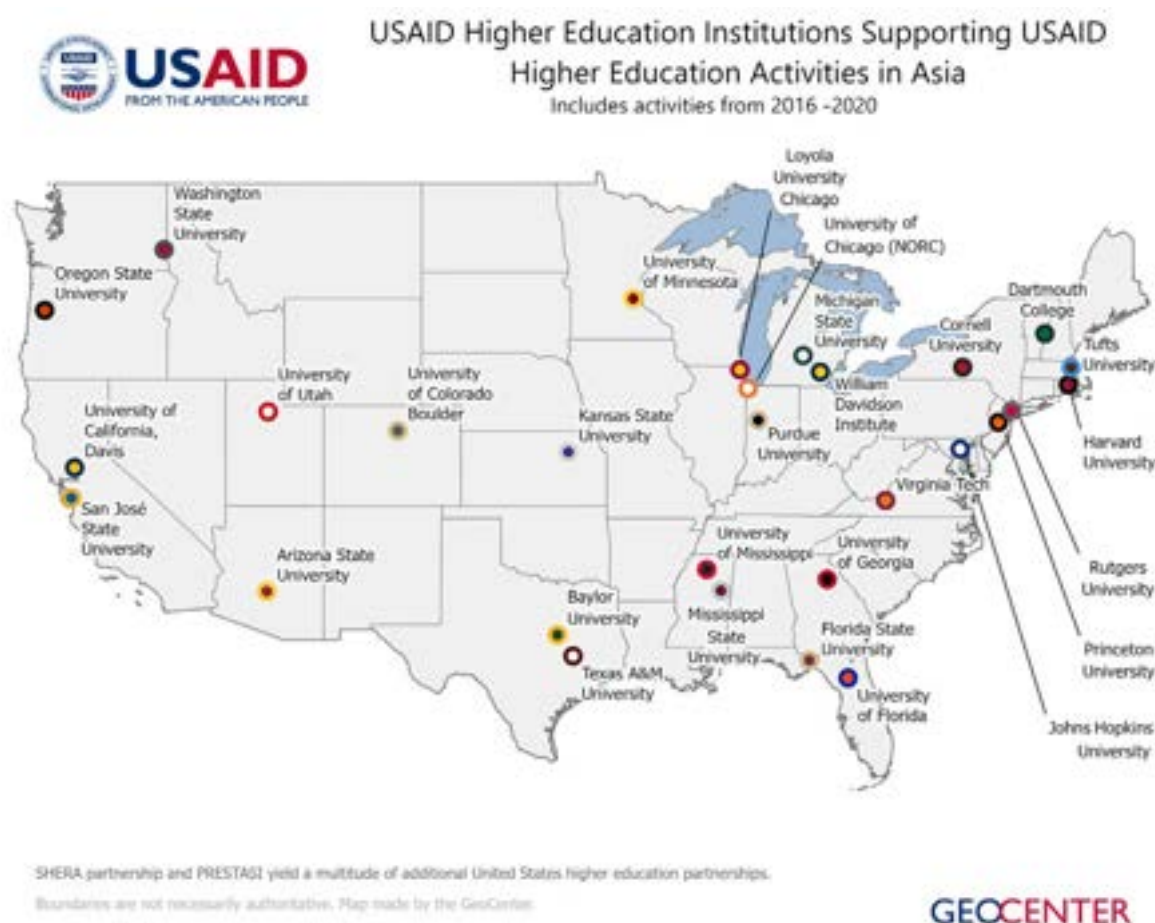 USAID
USAID
FROM THE AMERICAN PEOPLE
USAID Higher Education Institutions Supporting USAID
Higher Education Activities in Asia
Includes activities from 2016 -2020
Loyola
University
Chicago
University of
Chicago (NORC)
Washington
State
University
Oregon State
University
University
of Minnesota
Michigan
State
University
Dartmouth
College
Cornell
University
Tufts
University
University
of Utah
University
of Colorado
Boulder
Kansas State
University
William
Davidson
Institute
Purdue
University
Harvard
University
University of
California,
Davis
San José
State
University
Virginia Tech
Arizona State
University
University
of Mississippi
University
of Georgia
Rutgers
University
Baylor
University
Mississippi
State
University
Florida State
University
Princeton
University
Texas A&M
University
University
of Florida
Johns Hopkins
University
SHERA partnership and PRESTASI yield a multitude of additional United States higher education partnerships.
Boundaries are not necessarily authoritative. Map made by the GeoCenter.
GEOCENTER